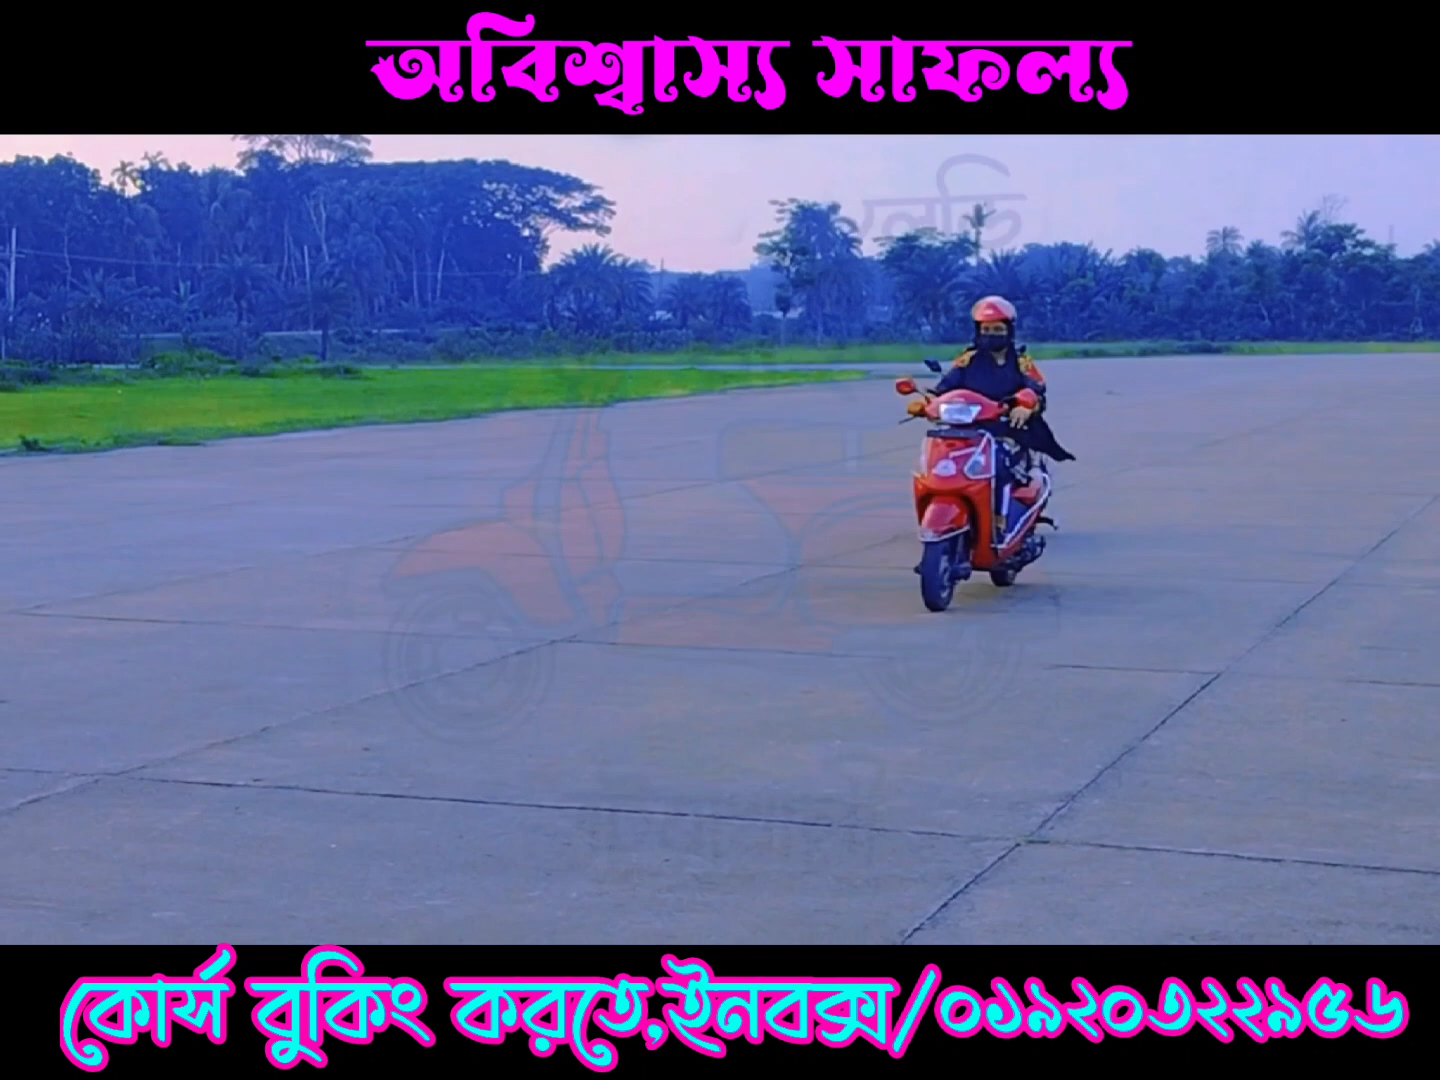 অবিশ্বাস্য সাফল্য
কোর্স বুকিং করতে,ইনবক্স/০১৯২০৩২২৯৫৬